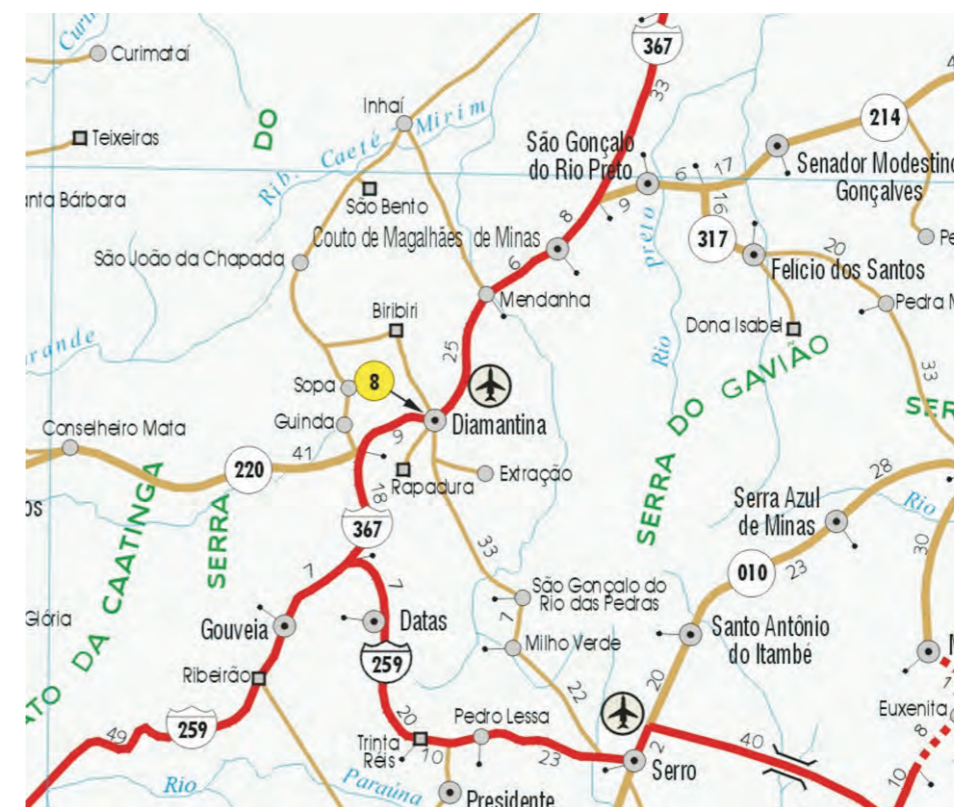 Curimataí
367
33
DO
Inhaí
Teixeiras
Rib. Caeté Mirim
São Gonçalo
do Rio Preto
214
6
17
Senador Modestino
Gonçalves
anta Bárbara
São Bento
9
16
Preto
8
317
20
Couto de Magalhães de Minas
São João da Chapada
6
Felício dos Santos
Mendanha
Pedra
Biribiri
Dona Isabel
Rio
25
33
SERRA DO GAVIÃO
Sopa
8
Guinda
9
Diamantina
Conselheiro Mata
41
220
Rapadura
Extração
18
28
Rio
DA CAATINGA
SERRA
Serra Azul
de Minas
367
33
010
23
30
7
7
São Gonçalo do
Rio das Pedras
7
Glória
Gouveia
Datas
Santo Antônio
do Itambé
Milho Verde
259
Ribeirão
22
20
Euxenita
49
259
20
Trinta
Réis
Pedro Lessa
10
23
2
40
8
10
Serro
Rio Paraúna
Presidente